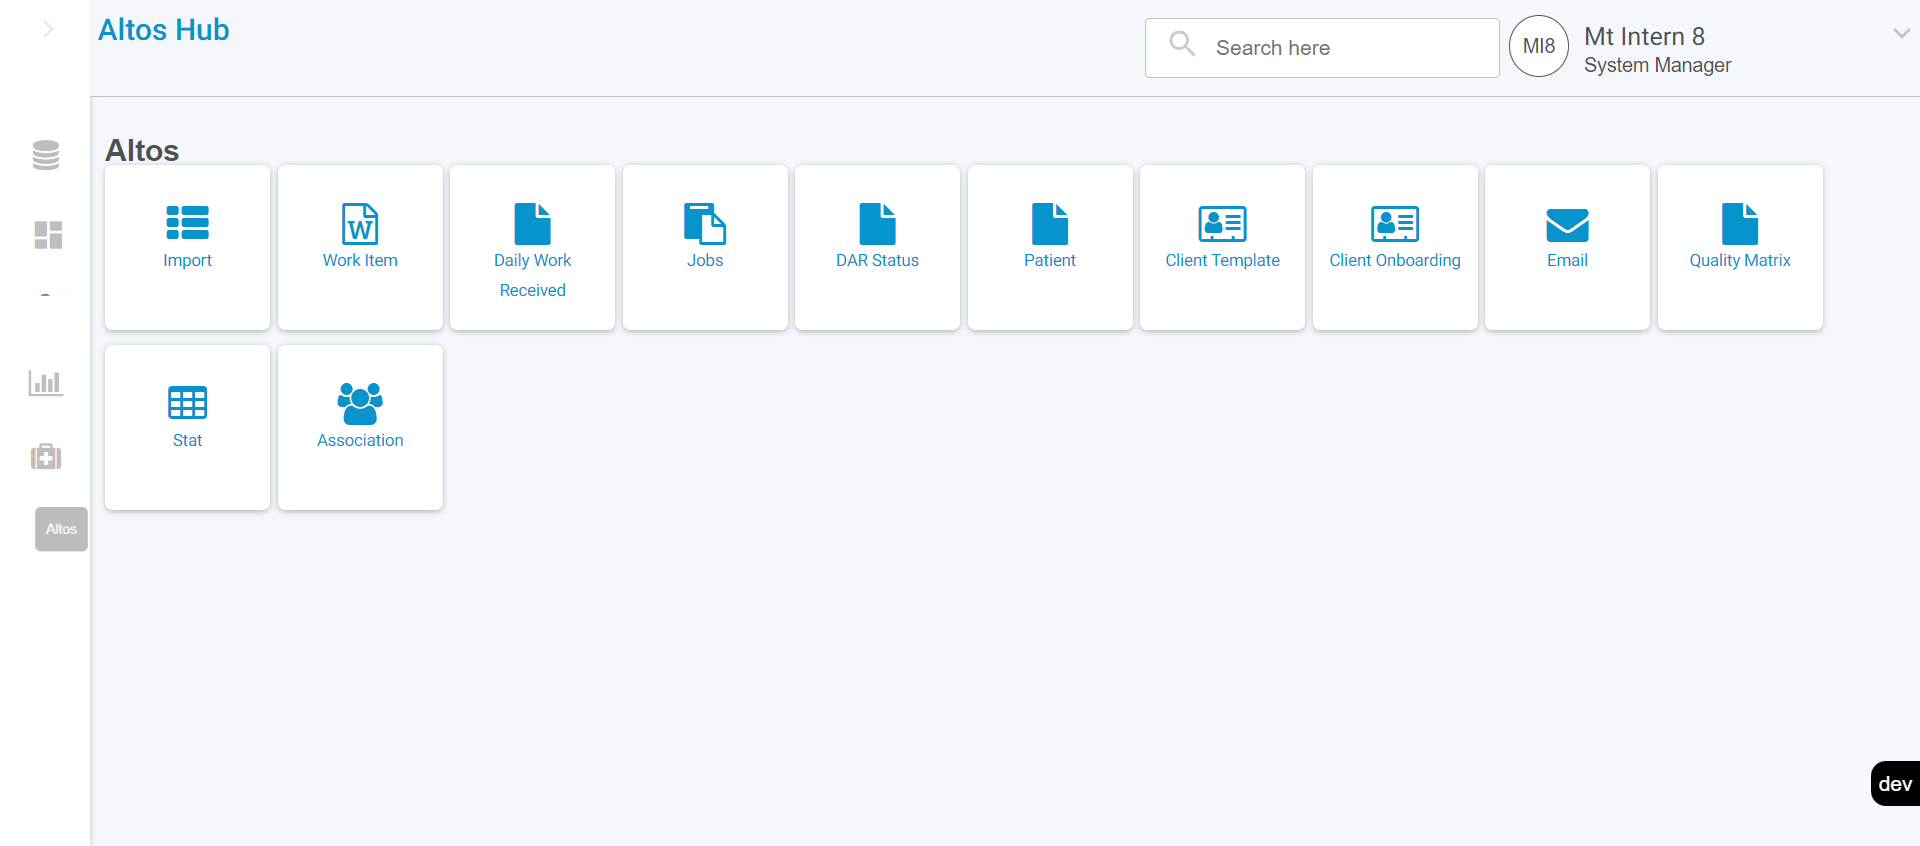 Altos Hub
Search here
MI8
Mt Intern 8
System Manager
Altos
Import
W
Work Item
Daily Work
Received
Jobs
DAR Status
Patient
Client Template
Client Onboarding
Email
Quality Matrix
Stat
Association
Altos
dev